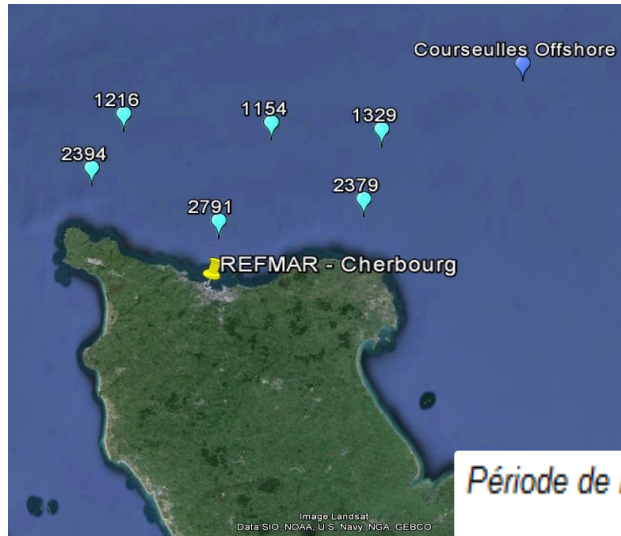 Courseulles Offshore
1216
1154
1329
2394
2379
2791
REFMAR - Cherbourg
Période de
Image Landsat
Data SIO, NOAA, U.S. Navy, NGA, GEBCO